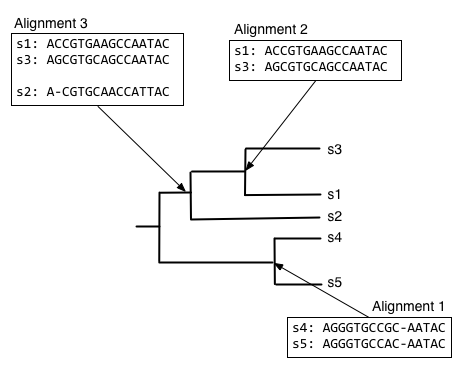 Alignment 3
s1: ACCGTGAAGCCAATAC
s3: AGCGTGCAGCCAATAC
s2: A-CGTGCAACCATTAC
Alignment 2
s1: ACCGTGAAGCCAATAC
s3: AGCGTGCAGCCAATAC
s3
s1
s2
s4
s5
Alignment 1
s4: AGGGTGCCGC-AATAC
s5: AGGGTGCCAC-AATAC